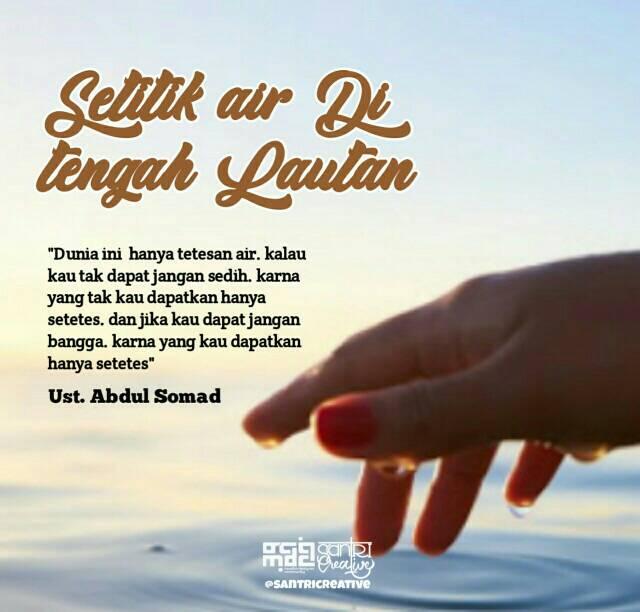 Setitik air Di
tengah Lautan
"Dunia ini hanya tetesan air. kalau
kau tak dapat jangan sedih. karna
yang tak kau dapatkan hanya
setetes. dan jika kau dapat jangan
bangga. karna yang kau dapatkan
hanya setetes"
Ust. Abdul Somad
santri
Creative
@SANTRICREATIVE